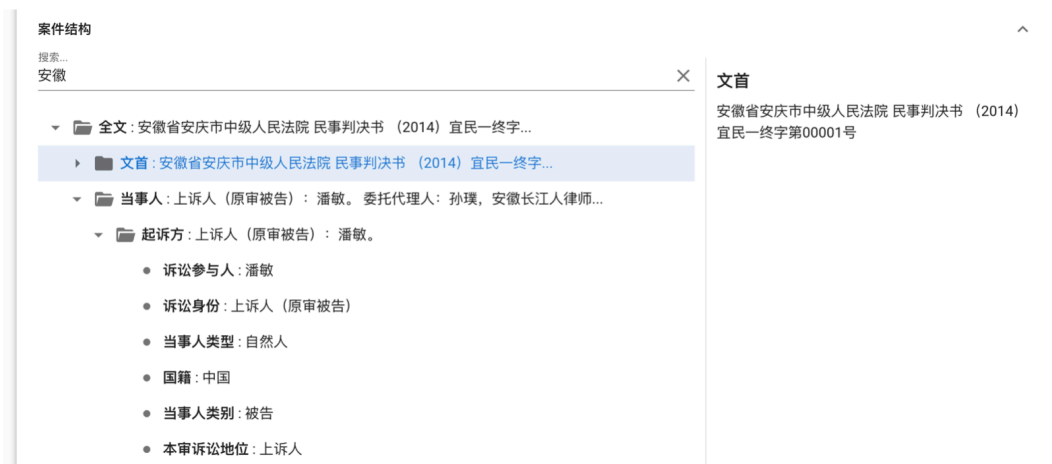 案件结构
搜索...
安徽
全文 : 安徽省安庆市中级人民法院 民事判决书 （2014）宜民一终字...
文首 : 安徽省安庆市中级人民法院 民事判决书 （2014）宜民一终字...
当事人 : 上诉人（原审被告）：潘敏。 委托代理人：孙璞，安徽长江人律师...
起诉方 : 上诉人（原审被告）：潘敏。
诉讼参与人 : 潘敏
诉讼身份 : 上诉人（原审被告）
当事人类型 : 自然人
国籍 : 中国
当事人类别 : 被告
本审诉讼地位 : 上诉人
文首
安徽省安庆市中级人民法院 民事判决书 （2014）
宜民一终字第00001号